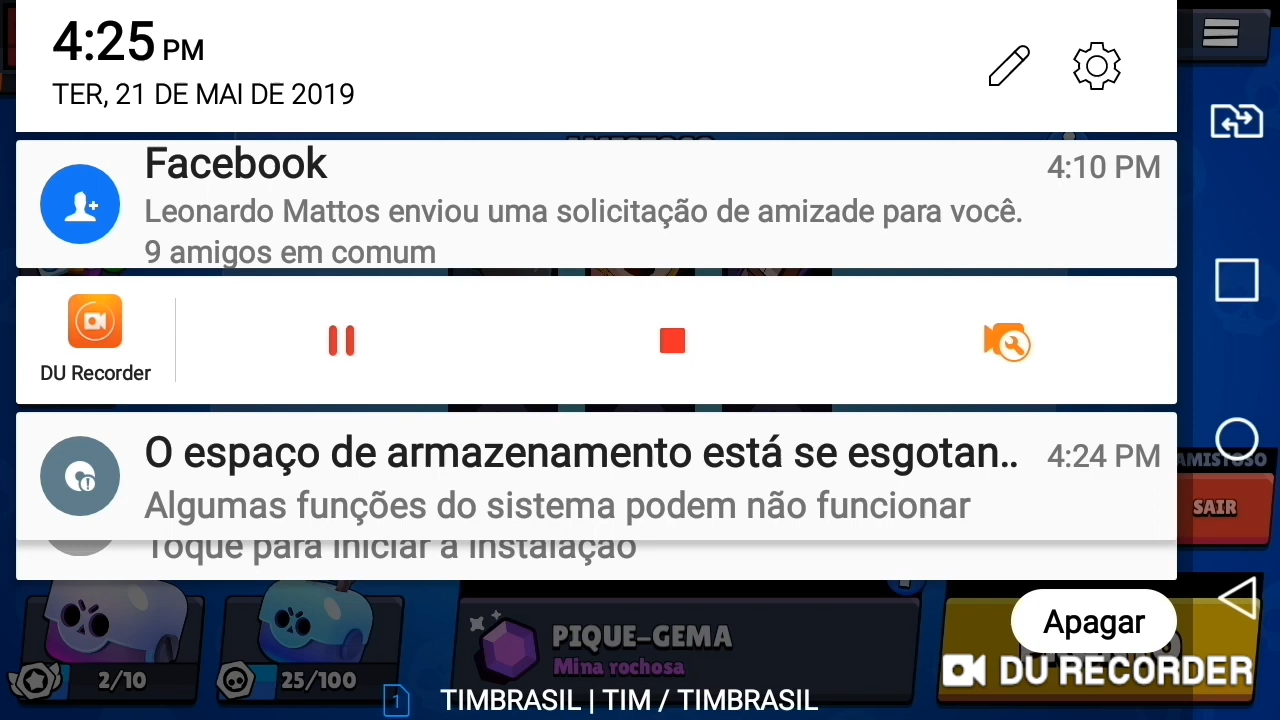 4:25 PM
TER, 21 DE MAI DE 2019
Facebook
4:10 PM
Leonardo Mattos enviou uma solicitação de amizade para você.
9 amigos em comum
DU Recorder
O espaço de armazenamento está se esgotan..
4:24 PM
Algumas funções do sistema podem não funcionar
Toque para iniciar a instalação
AMISTOSO
SAIR
Apagar
PIQUE-GEMA
Mina rochosa
2/10
25/100
DU RECORDER
1
TIMBRASIL | TIM / TIMBRASIL